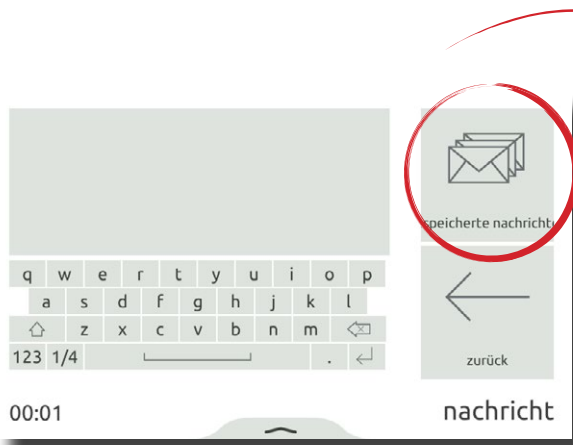 speicherte nachricht
q w e r t y u i o p
a s d f g h j k l
z x c v b n m
123 1/4 .
zurück
00:01
nachricht